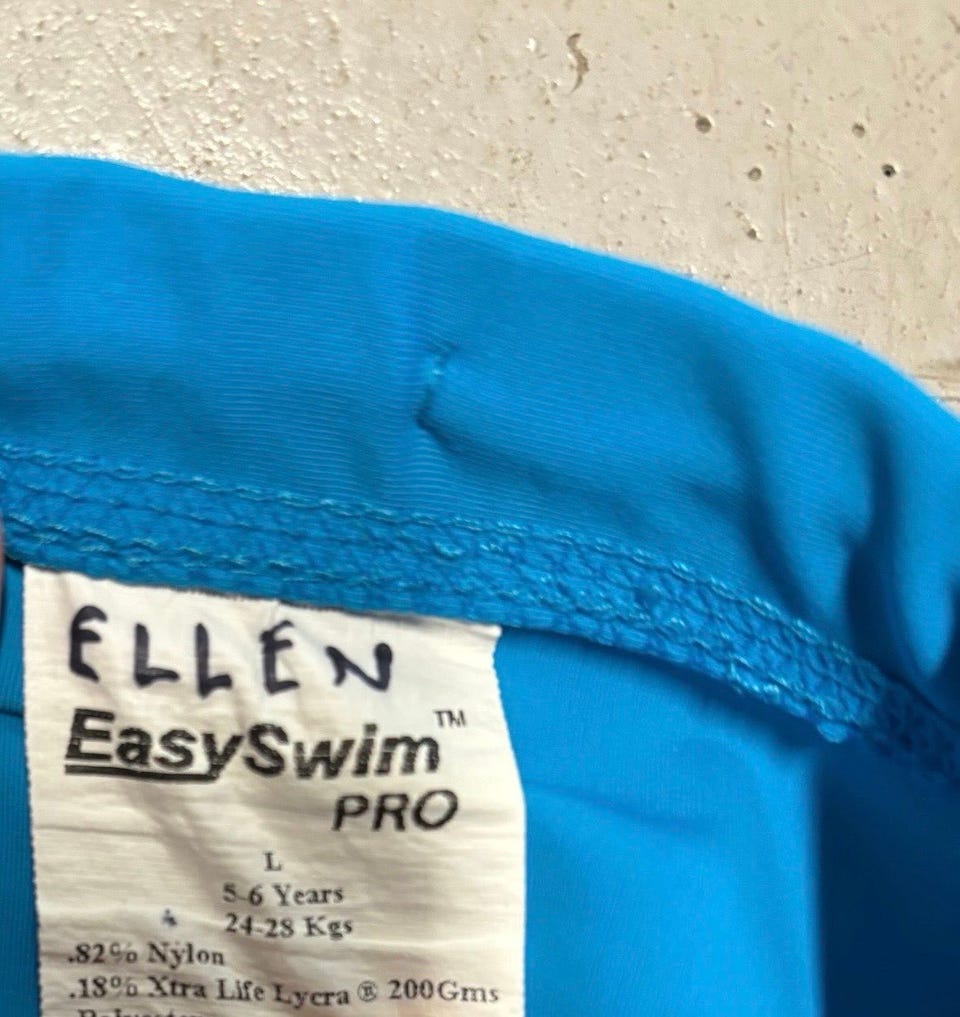 ELLEN
EasySwim™
PRO
L
5-6 Years
24-28 Kgs
.82% Nylon
.18% Xtra Life Lycra ® 200Gms